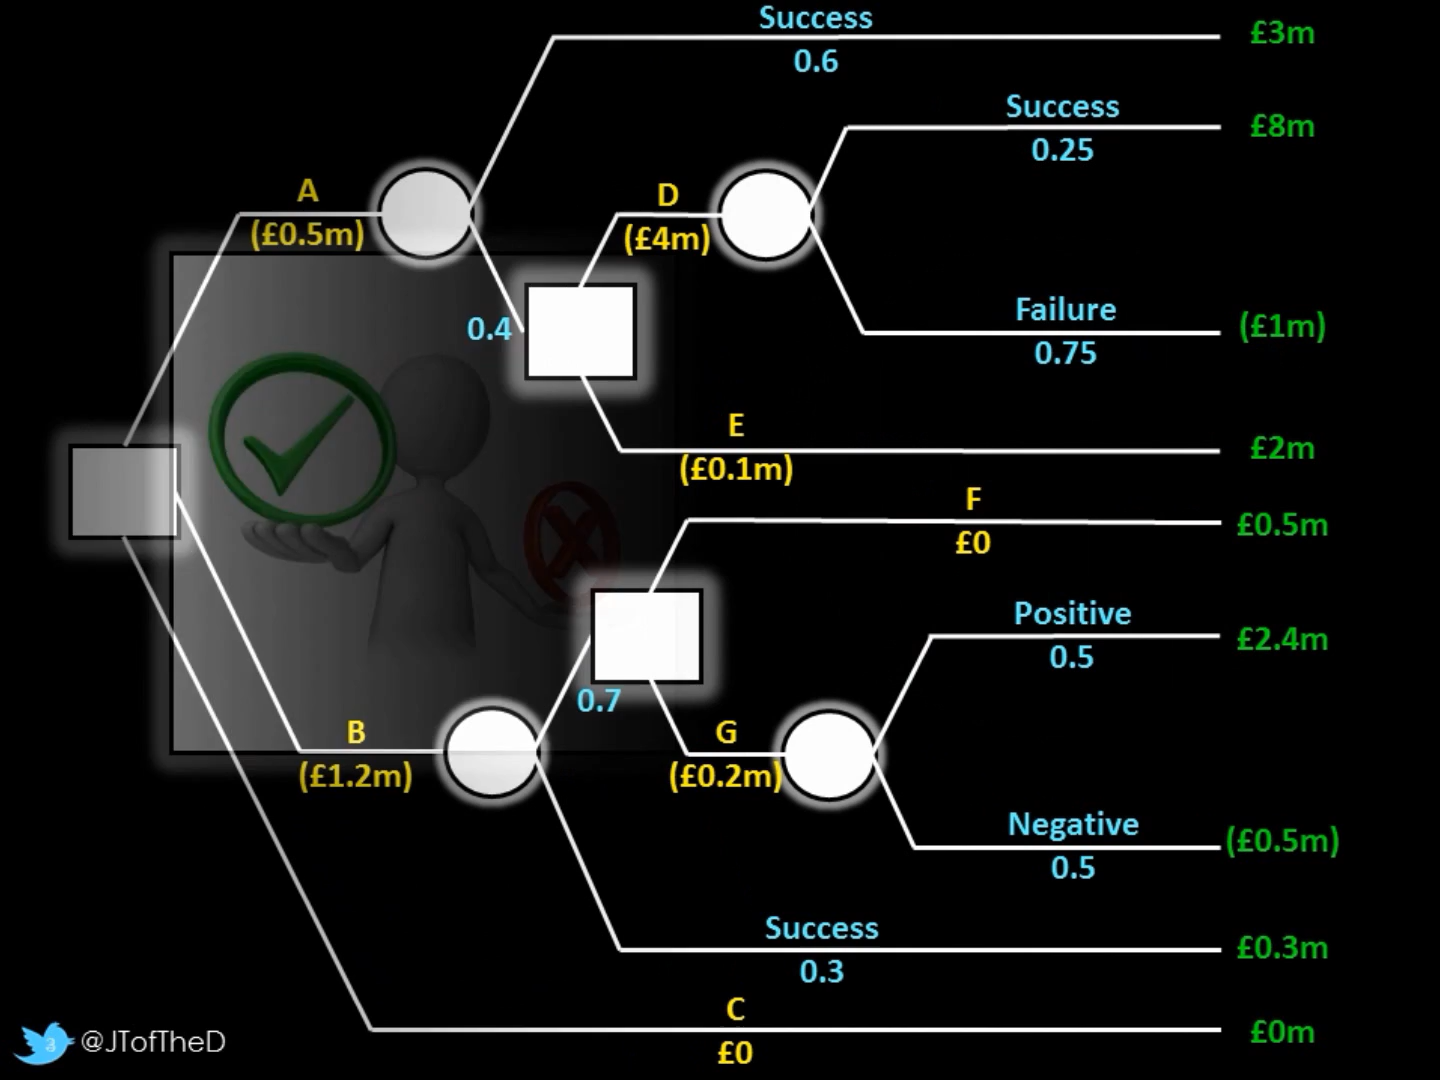 Success
0.6
£3m
Success
0.25
£8m
A
(£0.5m)
D
(£4m)
0.4
Failure
0.75
(£1m)
E
(£0.1m)
£2m
F
£0
£0.5m
Positive
0.5
£2.4m
0.7
B
(£1.2m)
G
(£0.2m)
Negative
0.5
(£0.5m)
Success
0.3
£0.3m
C
£0
£0m
3
@JTofTheD